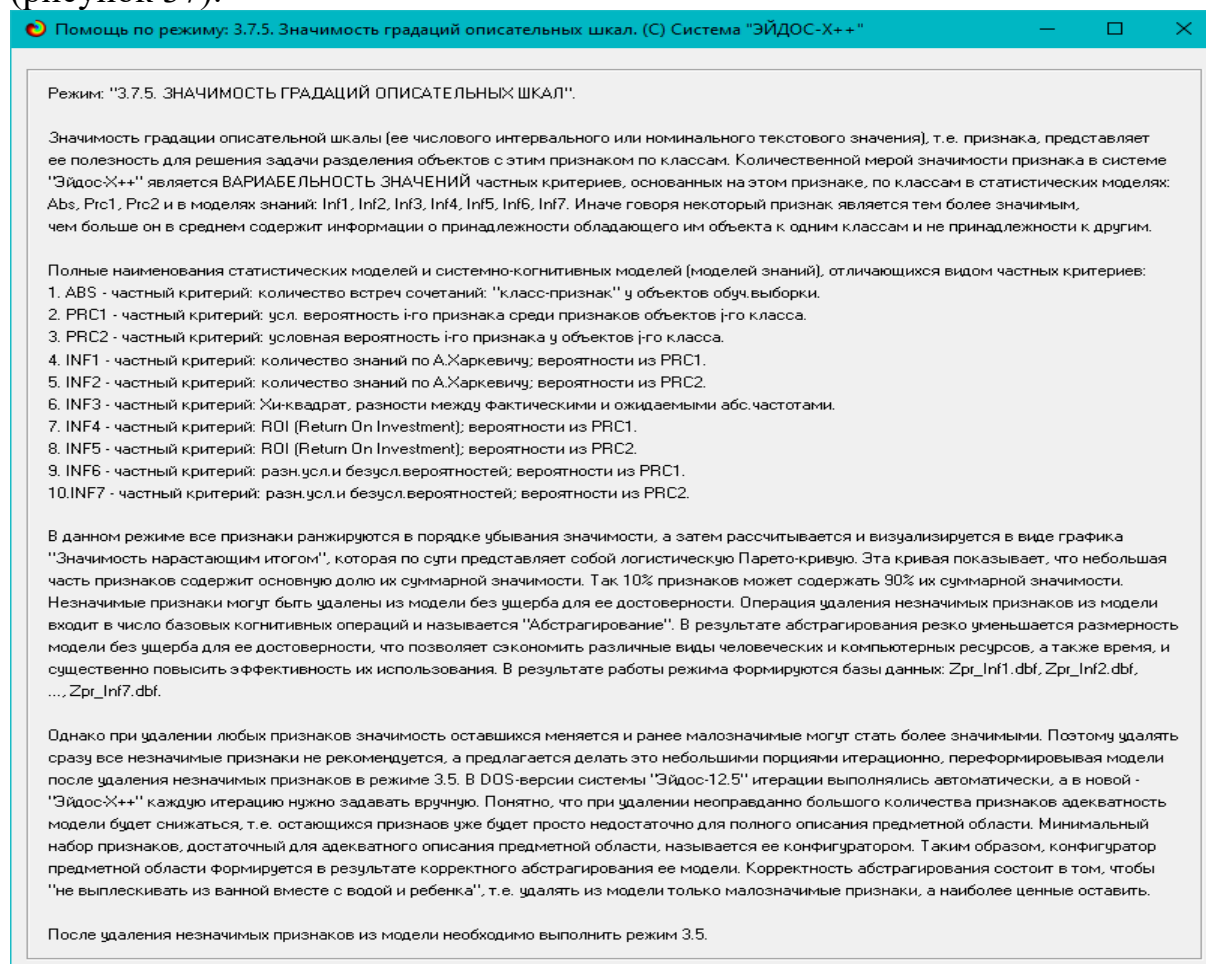 (рисунок 37).
Помощь по режиму: 3.7.5. Значимость градаций описательных шкал. (C) Система "ЭЙДОС-X++"
Режим: "3.7.5. ЗНАЧИМОСТЬ ГРАДАЦИЙ ОПИСАТЕЛЬНЫХ ШКАЛ".
Значимость градации описательной шкалы (ее числового интервального или номинального текстового значения), т.е. признака, представляет
ее полезность для решения задачи разделения объектов с этим признаком по классам. Количественной мерой значимости признака в системе
"Эйдос-X++" является ВАРИАБЕЛЬНОСТЬ ЗНАЧЕНИЙ частных критериев, основанных на этом признаке, по классам в статистических моделях:
Abs, Prc1, Prc2 и в моделях знаний: Inf1, Inf2, Inf3, Inf4, Inf5, Inf6, Inf7. Иначе говоря некоторый признак является тем более значимым,
чем больше он в среднем содержит информации о принадлежности обладающего им объекта к одним классам и не принадлежности к другим.
Полные наименования статистических моделей и системно-когнитивных моделей (моделей знаний), отличающихся видом частных критериев:
1. ABS - частный критерий: количество встреч сочетаний: "класс-признак" у объектов обуч.выборки.
2. PRC1 - частный критерий: усл. вероятность i-го признака среди признаков объектов j-го класса.
3. PRC2 - частный критерий: условная вероятность i-го признака у объектов j-го класса.
4. INF1 - частный критерий: количество знаний по А.Харкевичу; вероятности из PRC1.
5. INF2 - частный критерий: количество знаний по А.Харкевичу; вероятности из PRC2.
6. INF3 - частный критерий: Хи-квадрат, разности между фактическими и ожидаемыми абс.частотами.
7. INF4 - частный критерий: ROI (Return On Investment); вероятности из PRC1.
8. INF5 - частный критерий: ROI (Return On Investment); вероятности из PRC2.
9. INF6 - частный критерий: разн.усл.и безусл.вероятностей; вероятности из PRC1.
10.INF7 - частный критерий: разн.усл.и безусл.вероятностей; вероятности из PRC2.
В данном режиме все признаки ранжируются в порядке убывания значимости, а затем рассчитывается и визуализируется в виде графика
"Значимость нарастающим итогом", которая по сути представляет собой логистическую Парето-кривую. Эта кривая показывает, что небольшая
часть признаков содержит основную долю их суммарной значимости. Так 10% признаков может содержать 90% их суммарной значимости.
Незначимые признаки могут быть удалены из модели без ущерба для ее достоверности. Операция удаления незначимых признаков из модели
входит в число базовых когнитивных операций и называется "Абстрагирование". В результате абстрагирования резко уменьшается размерность
модели без ущерба для ее достоверности, что позволяет сэкономить различные виды человеческих и компьютерных ресурсов, а также время, и
существенно повысить эффективность их использования. В результате работы режима формируются базы данных: Zpr_Inf1.dbf, Zpr_Inf2.dbf,
..., Zpr_Inf7.dbf.
Однако при удалении любых признаков значимость оставшихся меняется и ранее малозначимые могут стать более значимыми. Поэтому удалять
сразу все незначимые признаки не рекомендуется, а предлагается делать это небольшими порциями итерационно, переформировывая модели
после удаления незначимых признаков в режиме 3.5. В DOS-версии системы "Эйдос-12.5" итерации выполнялись автоматически, а в новой -
"Эйдос-X++" каждую итерацию нужно задавать вручную. Понятно, что при удалении неоправданно большого количества признаков адекватность
модели будет снижаться, т.е. остающихся признаов уже будет просто недостаточно для полного описания предметной области. Минимальный
набор признаков, достаточный для адекватного описания предметной области, называется ее конфигуратором. Таким образом, конфигуратор
предметной области формируется в результате корректного абстрагирования ее модели. Корректность абстрагирования состоит в том, чтобы
"не выплескивать из ванной вместе с водой и ребенка", т.е. удалять из модели только малозначимые признаки, а наиболее ценные оставить.
После удаления незначимых признаков из модели необходимо выполнить режим 3.5.